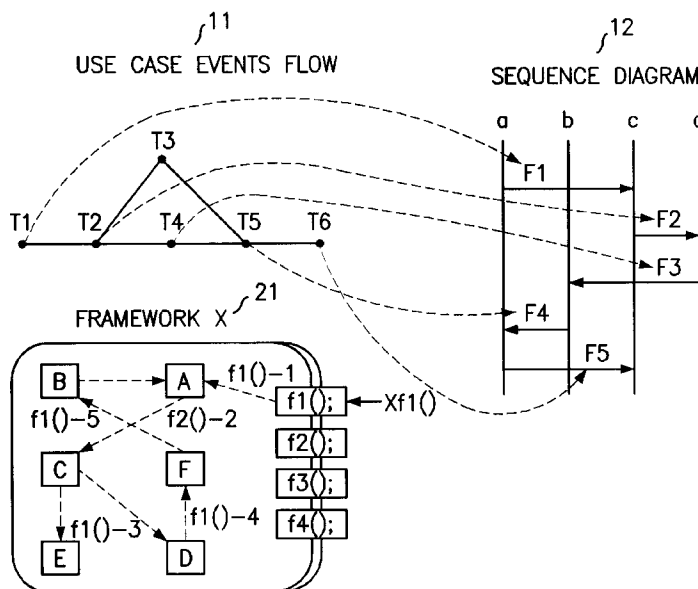 11
USE CASE EVENTS FLOW
12
SEQUENCE DIAGRAM
a b c d
T3
T1 T2 T4 T5 T6
F1
F2
F3
F4
F5
21
FRAMEWORK X
B A f1()-1
f1(); Xf1()
f1()-5 f2()-2
f2();
C F
f3();
f1()-3 f1()-4
f4();
E D